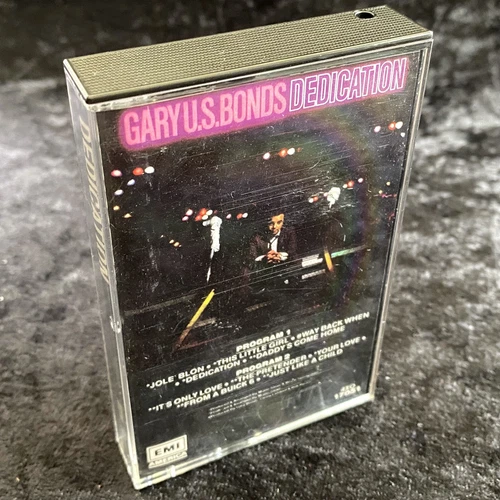 GARY U.S. BONDS DEDICATION
DEDICATION
PROGRAM 1
*JOLE' BLON • *THIS LITTLE GIRL • #WAY BACK WHEN
• *DEDICATION • **DADDY'S COME HOME
PROGRAM 2
**IT'S ONLY LOVE • **THE PRETENDER • *YOUR LOVE •
**FROM A BUICK 6 • **JUST LIKE A CHILD
EMI
AMERICA